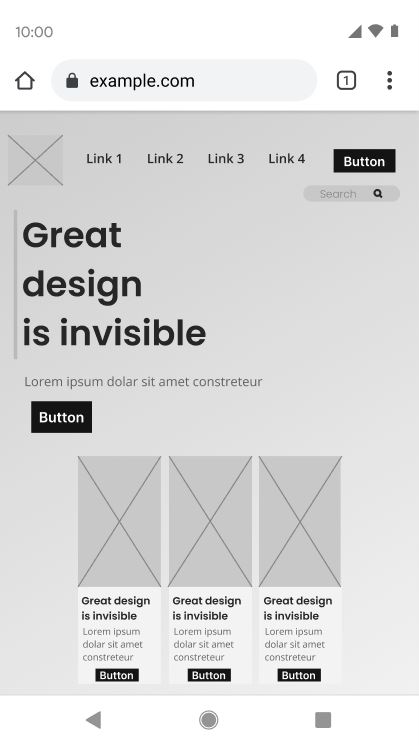 10:00
example.com
1
Link 1 Link 2 Link 3 Link 4 Button
Search
Great
design
is invisible
Lorem ipsum dolar sit amet constreteur
Button
Great design
is invisible
Lorem ipsum
dolar sit amet
constreteur
Button
Great design
is invisible
Lorem ipsum
dolar sit amet
constreteur
Button
Great design
is invisible
Lorem ipsum
dolar sit amet
constreteur
Button